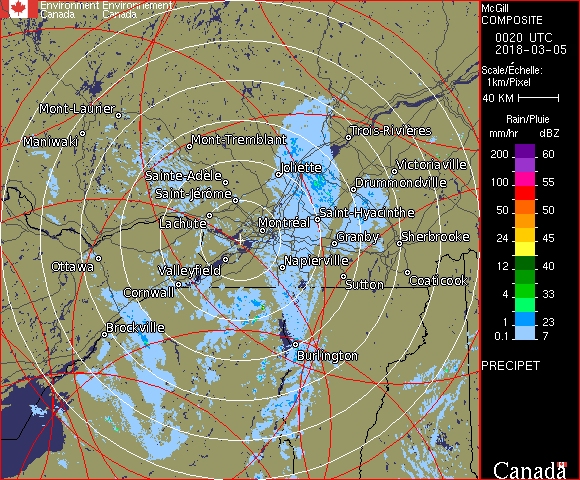 Environment Environnement
Canada Canada
McGill
COMPOSITE
0020 UTC
2018-03-05
Scale/Échelle:
1km/Pixel
40 KM
Rain/Pluie
mm/hr dBZ
200 60
100 55
50 50
24 45
12 40
4 33
1 23
0.1 7
PRECIPET
Canada
Mont-Laurier
Maniwaki
Mont-Tremblant
Trois-Rivières
Joliette
Victoriaville
Sainte-Adèle
Drummondville
Saint-Jérôme
Saint-Hyacinthe
Lachute
Montréal
Granby
Sherbrooke
Ottawa
Valleyfield
Napierville
Cornwall
Sutton
Coaticook
Brockville
Burlington